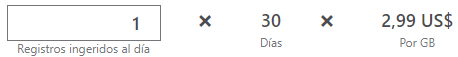 1 × 30 × 2,99 US$
Registros ingeridos al día Días Por GB